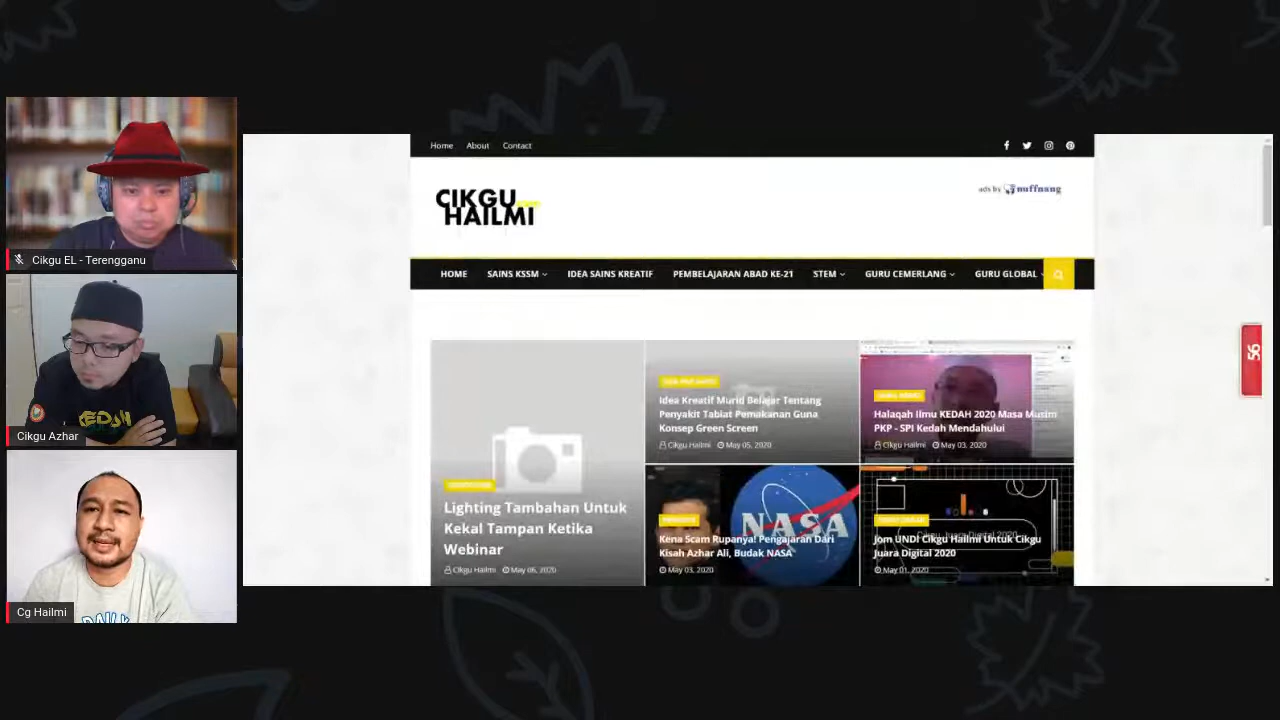 Cikgu EL - Terengganu
KEDAH
Cikgu Azhar
Cg Hailmi
Home About Contact
CIKGU
HAILMI
ads by nuffnang
HOME SAINS KSSM IDEA SAINS KREATIF PEMBELAJARAN ABAD KE-21 STEM GURU CEMERLANG GURU GLOBAL
Lighting Tambahan Untuk
Kekal Tampan Ketika
Webinar
Cikgu Hailmi May 06, 2020
Idea Kreatif Murid Belajar Tentang
Penyakit Tabiat Pemakanan Guna
Konsep Green Screen
Cikgu Hailmi May 05, 2020
Halaqah Ilmu KEDAH 2020 Masa Musim
PKP - SPI Kedah Mendahului
Cikgu Hailmi May 03, 2020
NASA
Kena Scam Rupanya! Pengajaran Dari
Kisah Azhar Ali, Budak NASA
May 03, 2020
Jom UNDI Cikgu Hailmi Untuk Cikgu
Juara Digital 2020
May 01, 2020